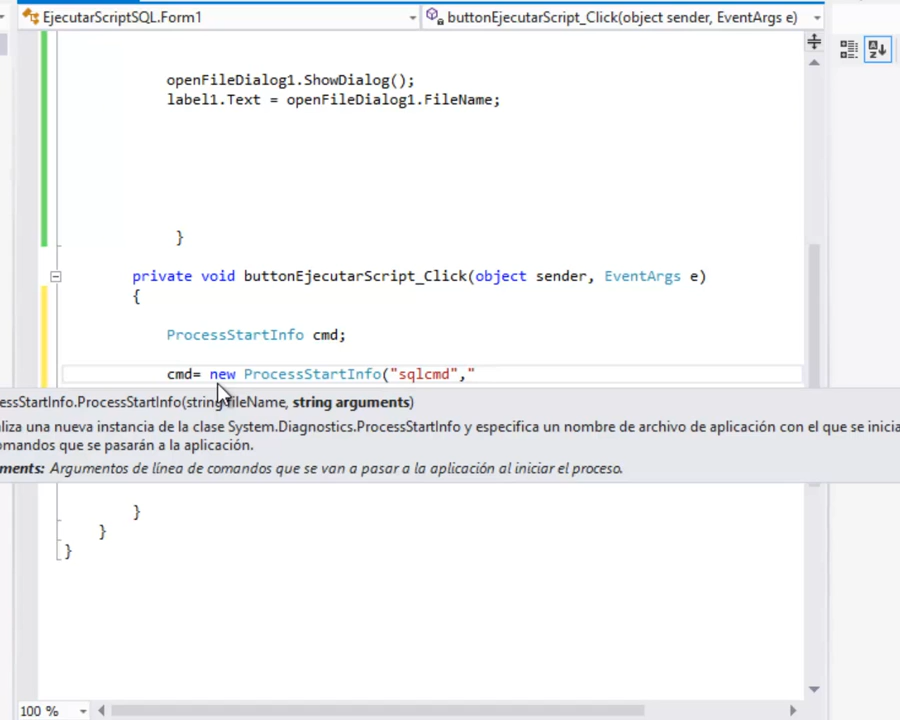 EjecutarScriptSQL.Form1
buttonEjecutarScript_Click(object sender, EventArgs e)
openFileDialog1.ShowDialog();
label1.Text = openFileDialog1.FileName;
}
private void buttonEjecutarScript_Click(object sender, EventArgs e)
{
ProcessStartInfo cmd;
cmd= new ProcessStartInfo("sqlcmd","
essStartInfo.ProcessStartInfo(string fileName, string arguments)
liza una nueva instancia de la clase System.Diagnostics.ProcessStartInfo y especifica un nombre de archivo de aplicación con el que se inicia
omandos que se pasarán a la aplicación.
ments: Argumentos de línea de comandos que se van a pasar a la aplicación al iniciar el proceso.
}
}
}
100 %